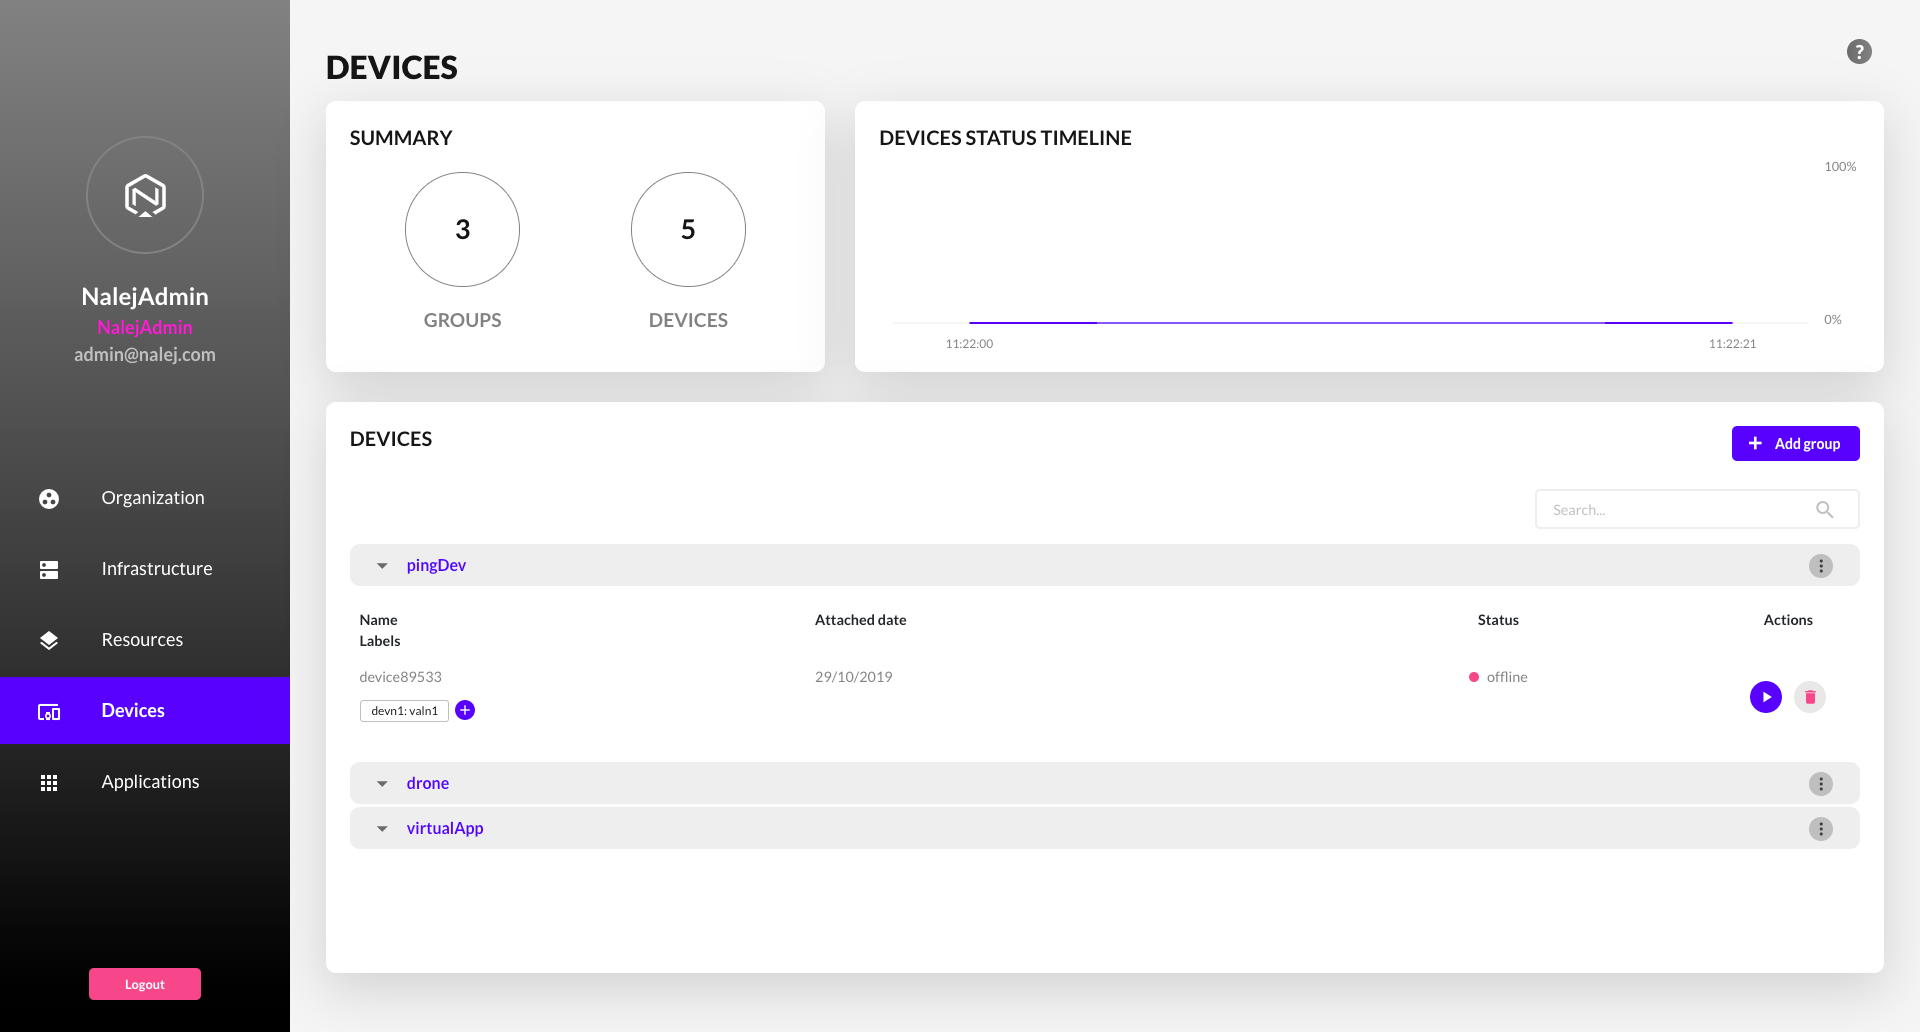 NalejAdmin
NalejAdmin
admin@nalej.com
Organization
Infrastructure
Resources
Devices
Applications
Logout
DEVICES
?
SUMMARY
3
5
GROUPS
DEVICES
DEVICES STATUS TIMELINE
100%
0%
11:22:00
11:22:21
DEVICES
+ Add group
Search...
pingDev
Name
Labels
Attached date
Status
Actions
device89533
29/10/2019
offline
devn1: valn1
drone
virtualApp